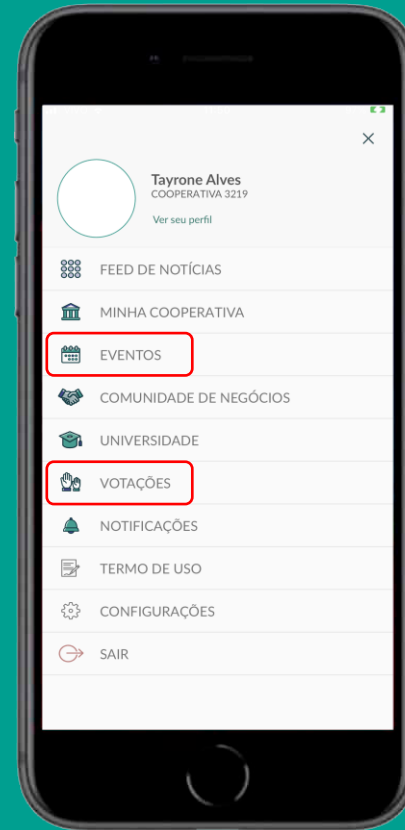 Tayrone Alves
COOPERATIVA 3219
Ver seu perfil
FEED DE NOTÍCIAS
MINHA COOPERATIVA
EVENTOS
COMUNIDADE DE NEGÓCIOS
UNIVERSIDADE
VOTAÇÕES
NOTIFICAÇÕES
TERMO DE USO
CONFIGURAÇÕES
SAIR